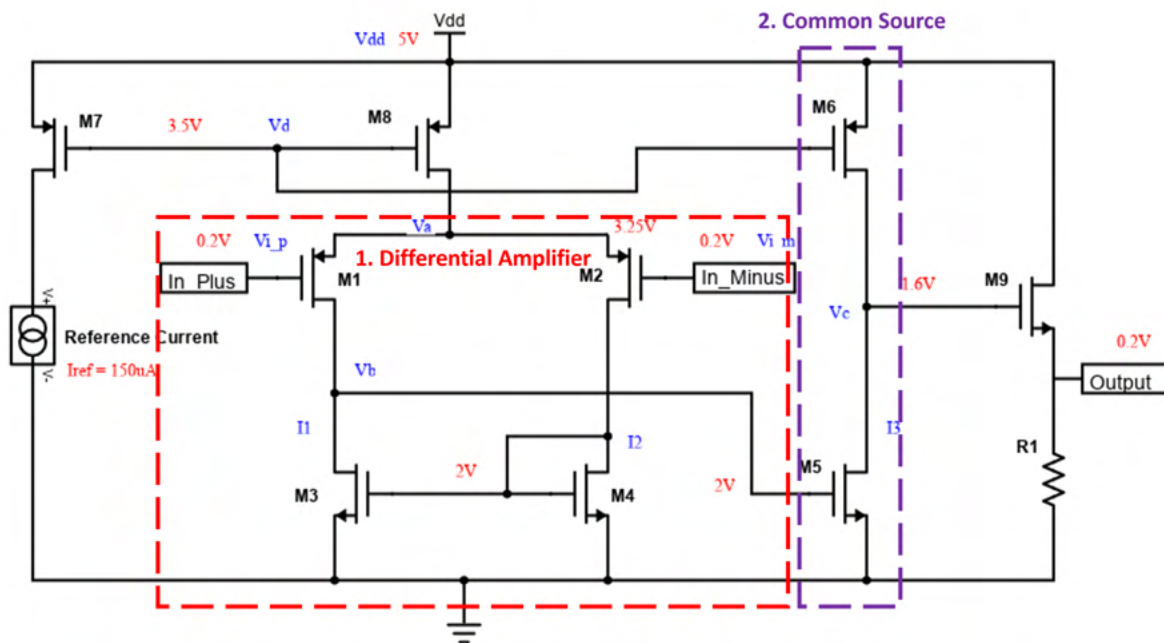 2. Common Source
Vdd
Vdd 5V
M7
3.5V
Vd
M8
M6
Va
3.25V
0.2V
Vi_p
0.2V
Vi_m
1. Differential Amplifier
In_Plus
M1
M2
In_Minus
1.6V
M9
V+
Reference Current
V-
Iref = 150uA
Vc
0.2V
Vb
Output
I1
I2
I3
R1
M3
2V
M4
2V
M5